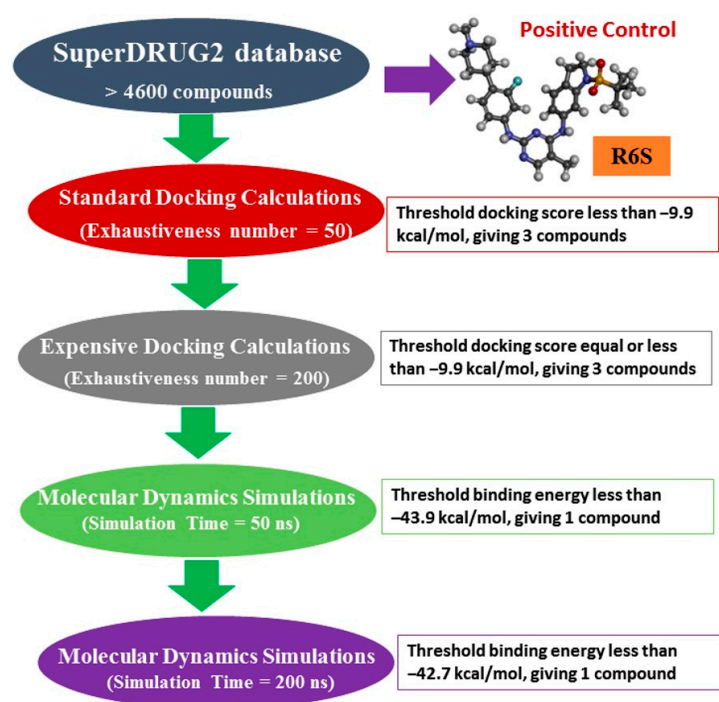 SuperDRUG2 database
> 4600 compounds
Positive Control
R6S
Standard Docking Calculations
(Exhaustiveness number = 50)
Threshold docking score less than −9.9
kcal/mol, giving 3 compounds
Expensive Docking Calculations
(Exhaustiveness number = 200)
Threshold docking score equal or less
than −9.9 kcal/mol, giving 3 compounds
Molecular Dynamics Simulations
(Simulation Time = 50 ns)
Threshold binding energy less than
−43.9 kcal/mol, giving 1 compound
Molecular Dynamics Simulations
(Simulation Time = 200 ns)
Threshold binding energy less than
−42.7 kcal/mol, giving 1 compound